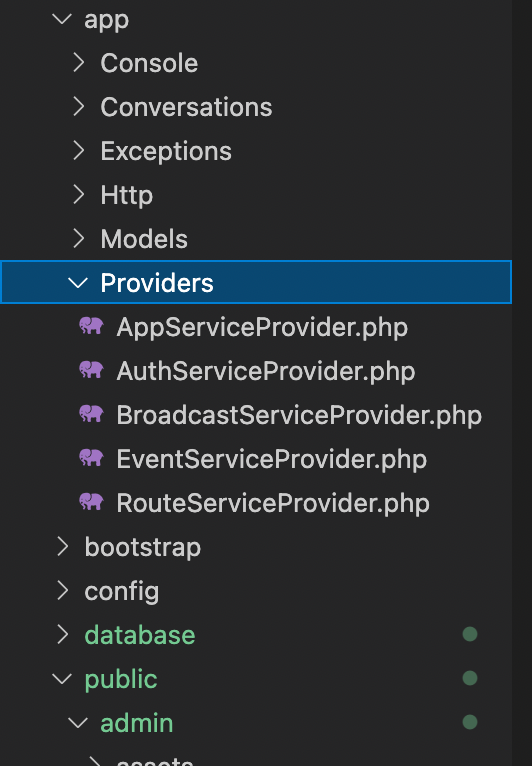 app
Console
Conversations
Exceptions
Http
Models
Providers
AppServiceProvider.php
AuthServiceProvider.php
BroadcastServiceProvider.php
EventServiceProvider.php
RouteServiceProvider.php
bootstrap
config
database
public
admin
assets